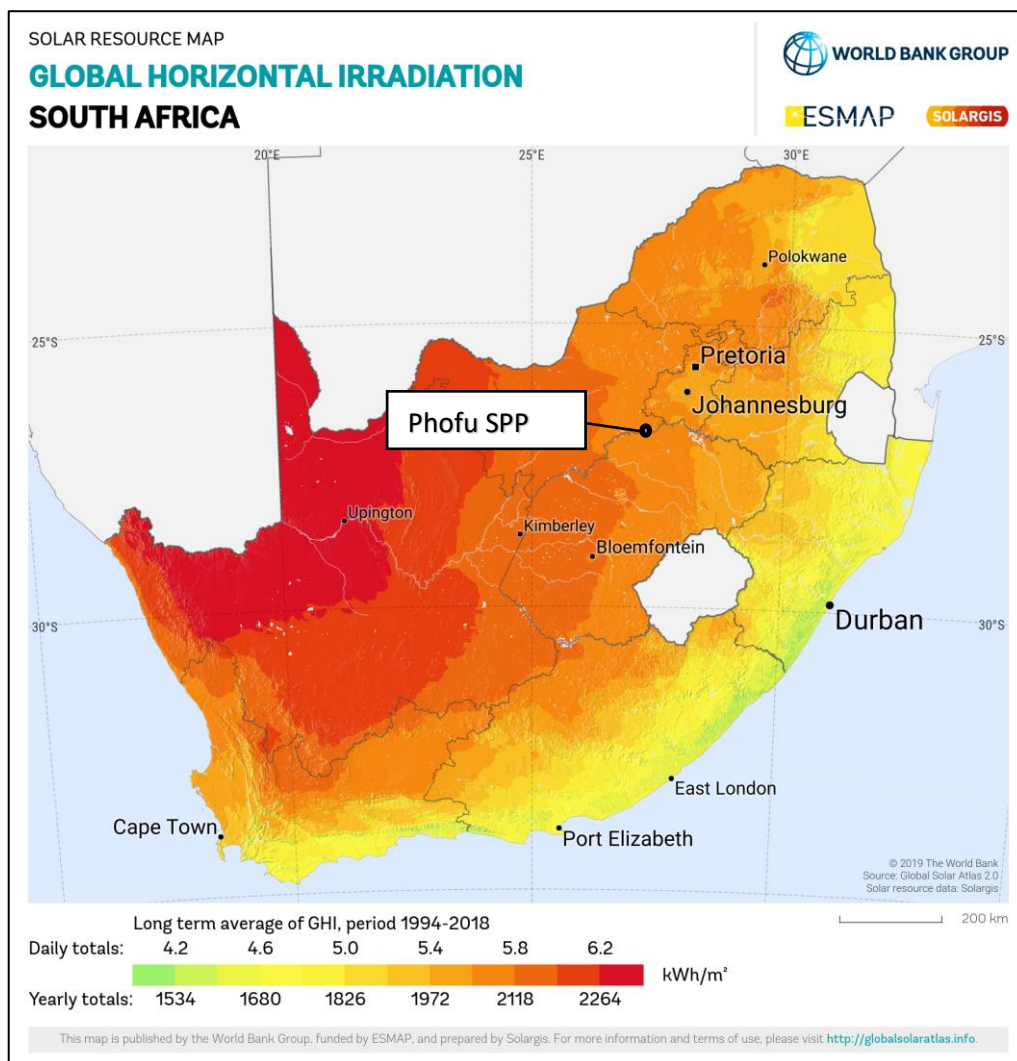 SOLAR RESOURCE MAP
GLOBAL HORIZONTAL IRRADIATION
SOUTH AFRICA
WORLD BANK GROUP
ESMAP
SOLARGIS
20°E
25°E
30°E
Polokwane
25°S
25°S
Pretoria
Johannesburg
Phofu SPP
Upington
Kimberley
Bloemfontein
Durban
30°S
30°S
East London
Cape Town
Port Elizabeth
© 2019 The World Bank
Source: Global Solar Atlas 2.0
Solar resource data: Solargis
200 km
Long term average of GHI, period 1994-2018
Daily totals: 4.2 4.6 5.0 5.4 5.8 6.2
kWh/m²
Yearly totals: 1534 1680 1826 1972 2118 2264
This map is published by the World Bank Group, funded by ESMAP, and prepared by Solargis. For more information and terms of use, please visit http://globalsolaratlas.info.